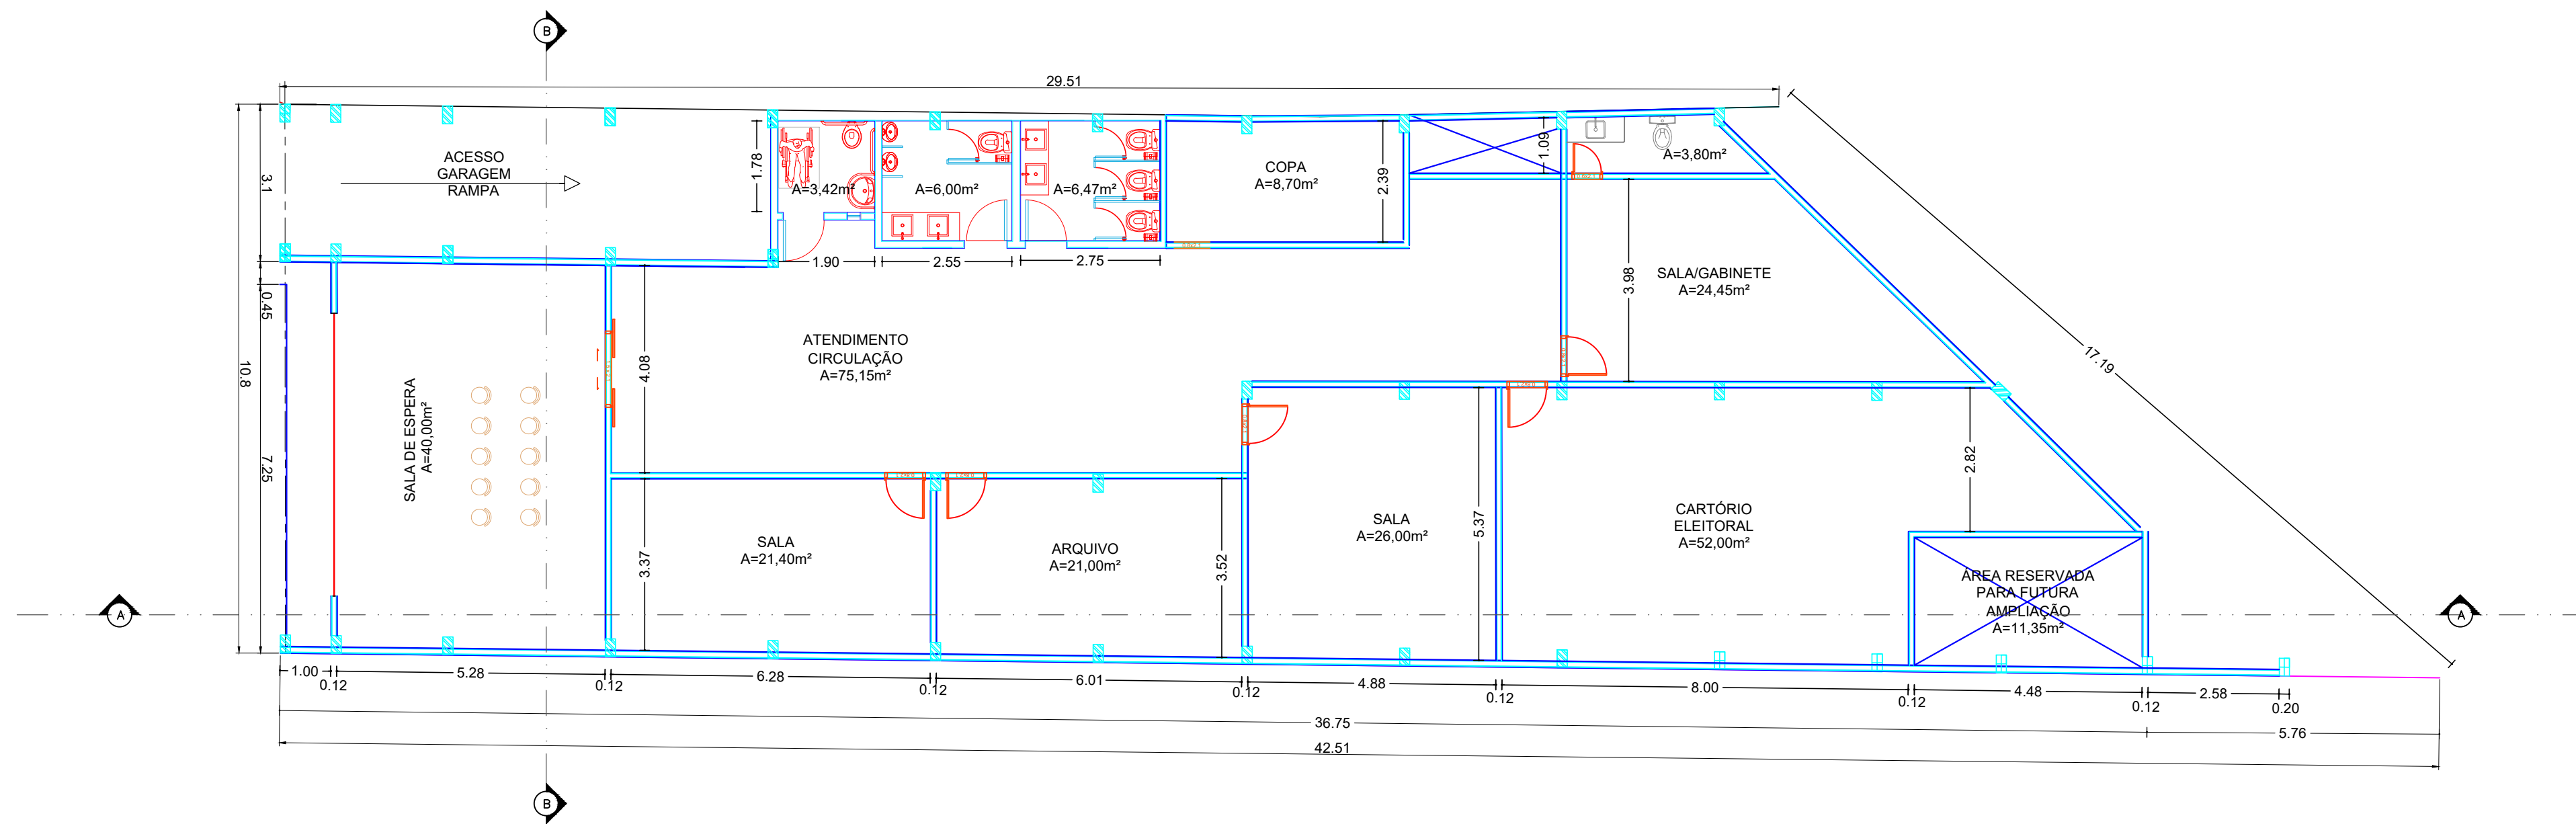 B
29.51
ACESSO
GARAGEM
RAMPA
3.1
1.78
A=3,42m²
A=6,00m²
A=6,47m²
COPA
A=8,70m²
2.39
1.09
A=3,80m²
1.90
2.55
2.75
SALA/GABINETE
A=24,45m²
3.98
17.19
0.45
10.8
7.25
SALA DE ESPERA
A=40,00m²
4.08
ATENDIMENTO
CIRCULAÇÃO
A=75,15m²
2.82
SALA
A=21,40m²
3.37
ARQUIVO
A=21,00m²
3.52
SALA
A=26,00m²
5.37
CARTÓRIO
ELEITORAL
A=52,00m²
ÁREA RESERVADA
PARA FUTURA
AMPLIAÇÃO
A=11,35m²
A
A
1.00
0.12
5.28
0.12
6.28
0.12
6.01
0.12
4.88
0.12
8.00
0.12
4.48
0.12
2.58
0.20
36.75
5.76
42.51
B